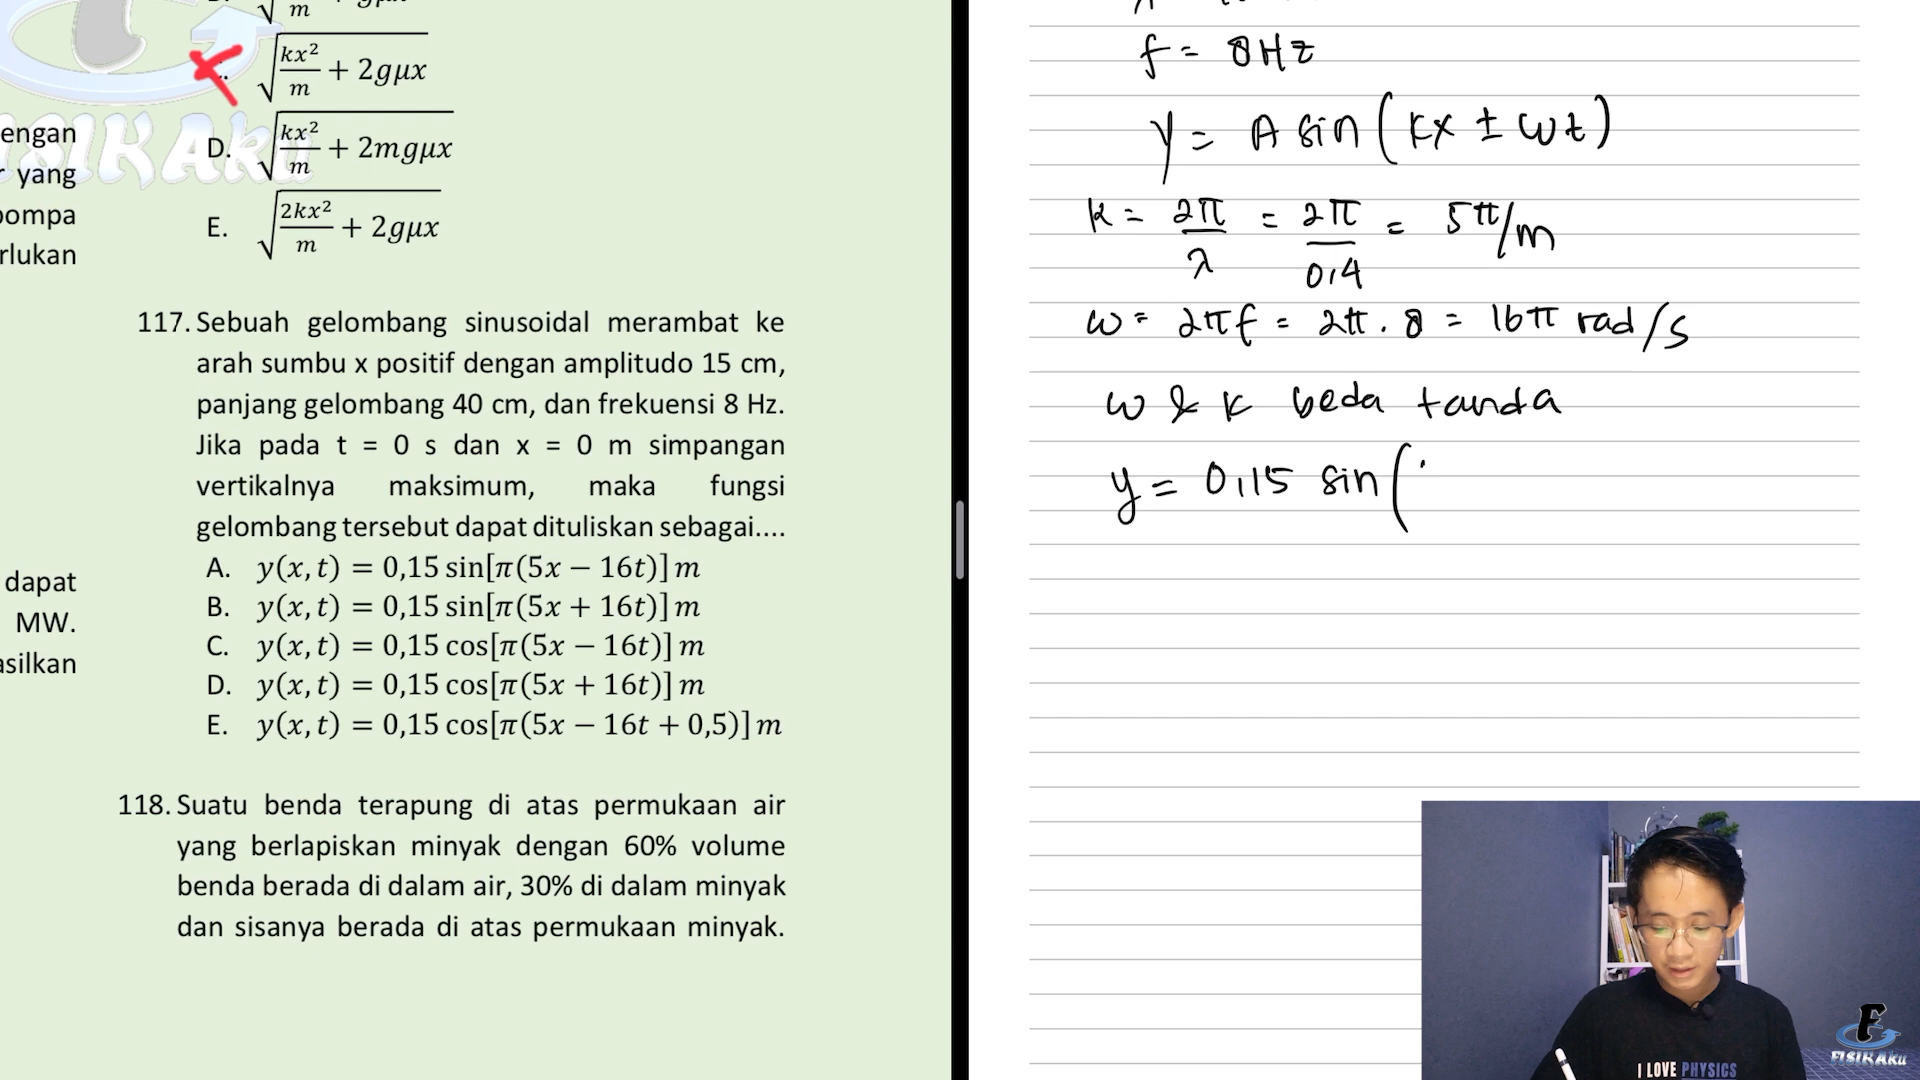 m
√kx²/m + 2gμx
D. √kx²/m + 2mgμx
E. √2kx²/m + 2gμx
engan
yang
pompa
rlukan
FISIKAku
117. Sebuah gelombang sinusoidal merambat ke
arah sumbu x positif dengan amplitudo 15 cm,
panjang gelombang 40 cm, dan frekuensi 8 Hz.
Jika pada t = 0 s dan x = 0 m simpangan
vertikalnya maksimum, maka fungsi
gelombang tersebut dapat dituliskan sebagai....
A. y(x, t) = 0,15 sin[π(5x − 16t)] m
B. y(x, t) = 0,15 sin[π(5x + 16t)] m
C. y(x, t) = 0,15 cos[π(5x − 16t)] m
D. y(x, t) = 0,15 cos[π(5x + 16t)] m
E. y(x, t) = 0,15 cos[π(5x − 16t + 0,5)] m
dapat
MW.
asilkan
118. Suatu benda terapung di atas permukaan air
yang berlapiskan minyak dengan 60% volume
benda berada di dalam air, 30% di dalam minyak
dan sisanya berada di atas permukaan minyak.
f = 8 Hz
y = A sin (kx ± ωt)
k = 2π/λ = 2π/0,4 = 5π/m
ω = 2πf = 2π . 8 = 16π rad/s
ω & k beda tanda
y = 0,15 sin (
I LOVE PHYSICS
FISIKAku